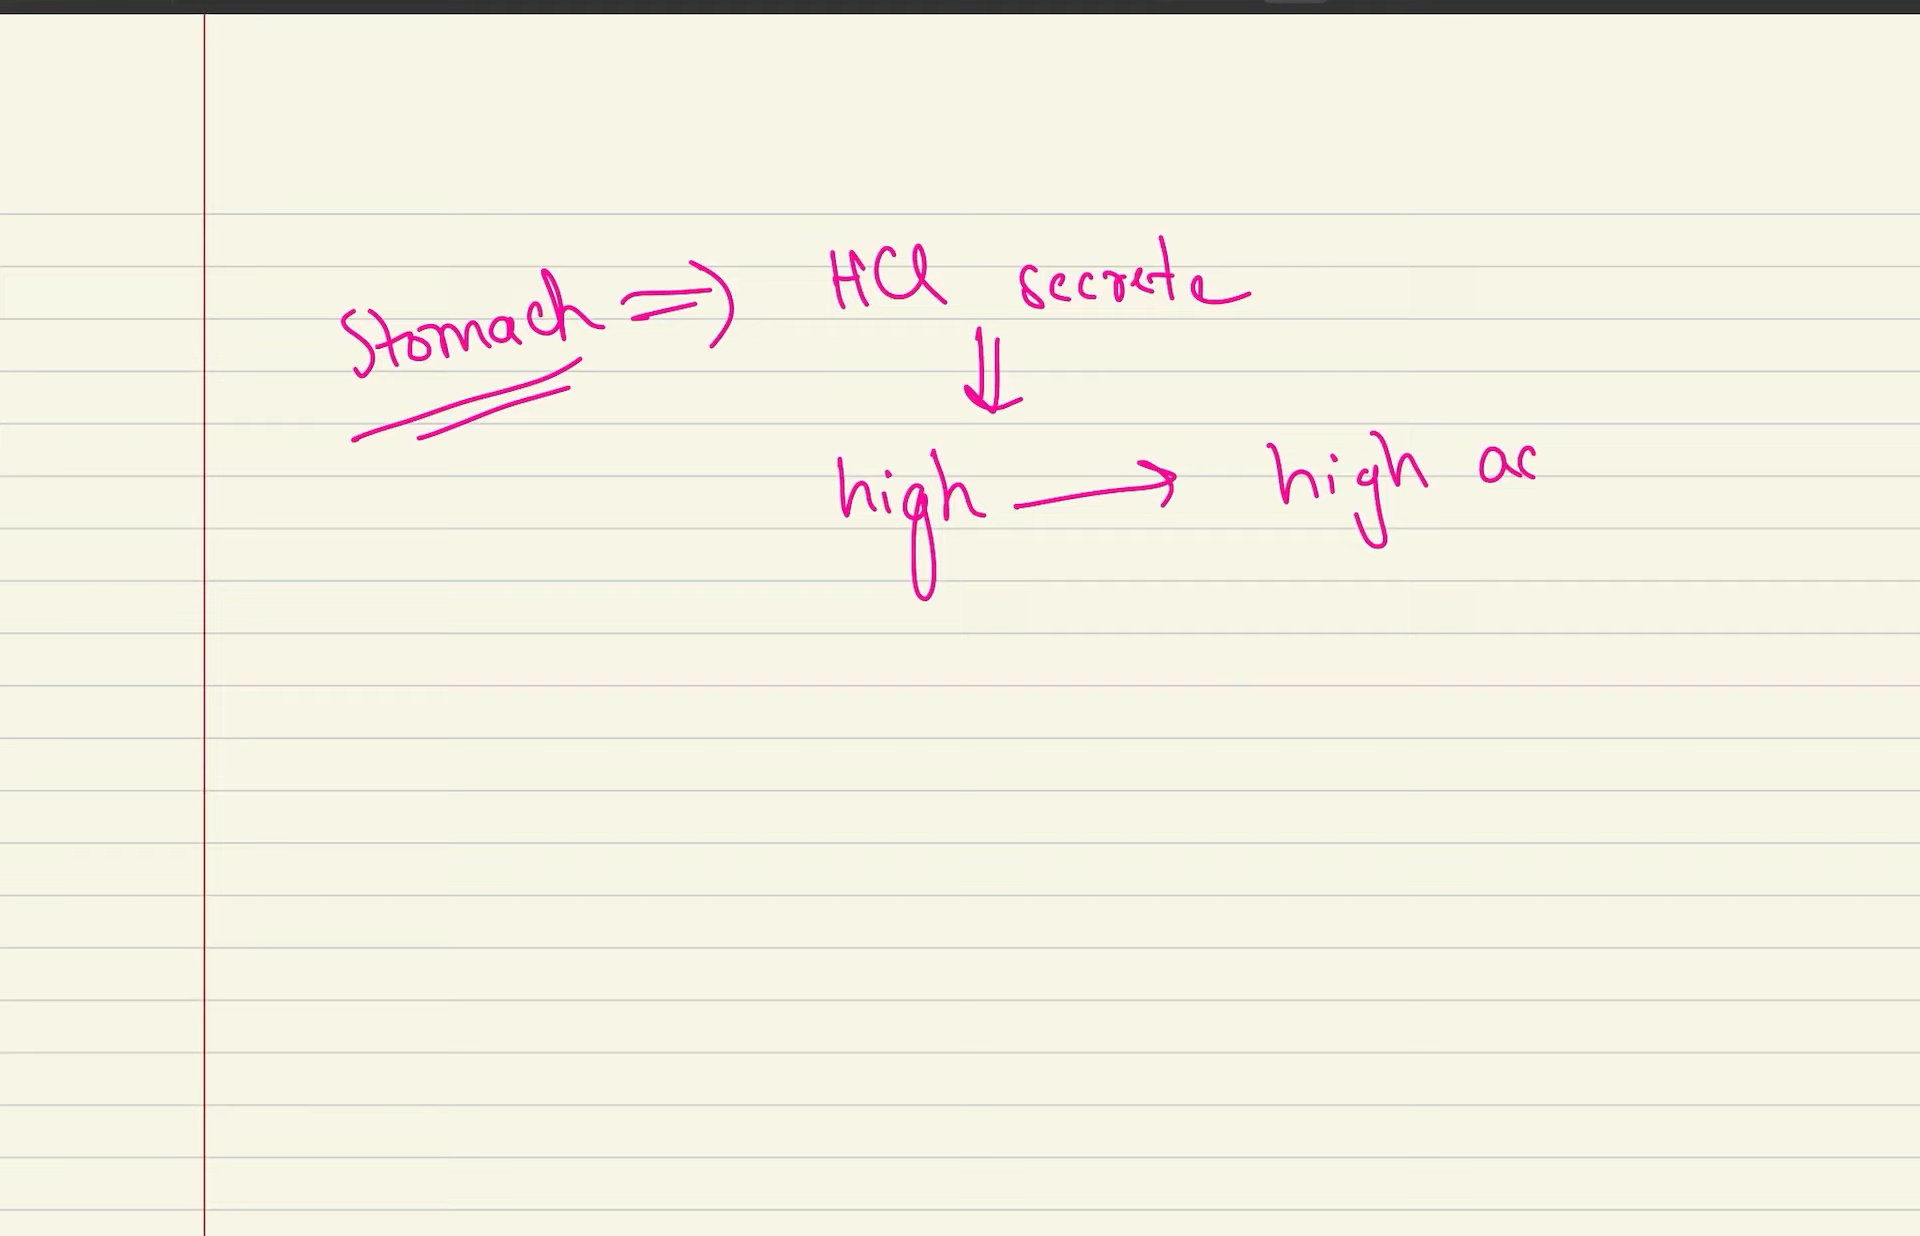 Stomach => HCl secrete
⇓
high → high ac